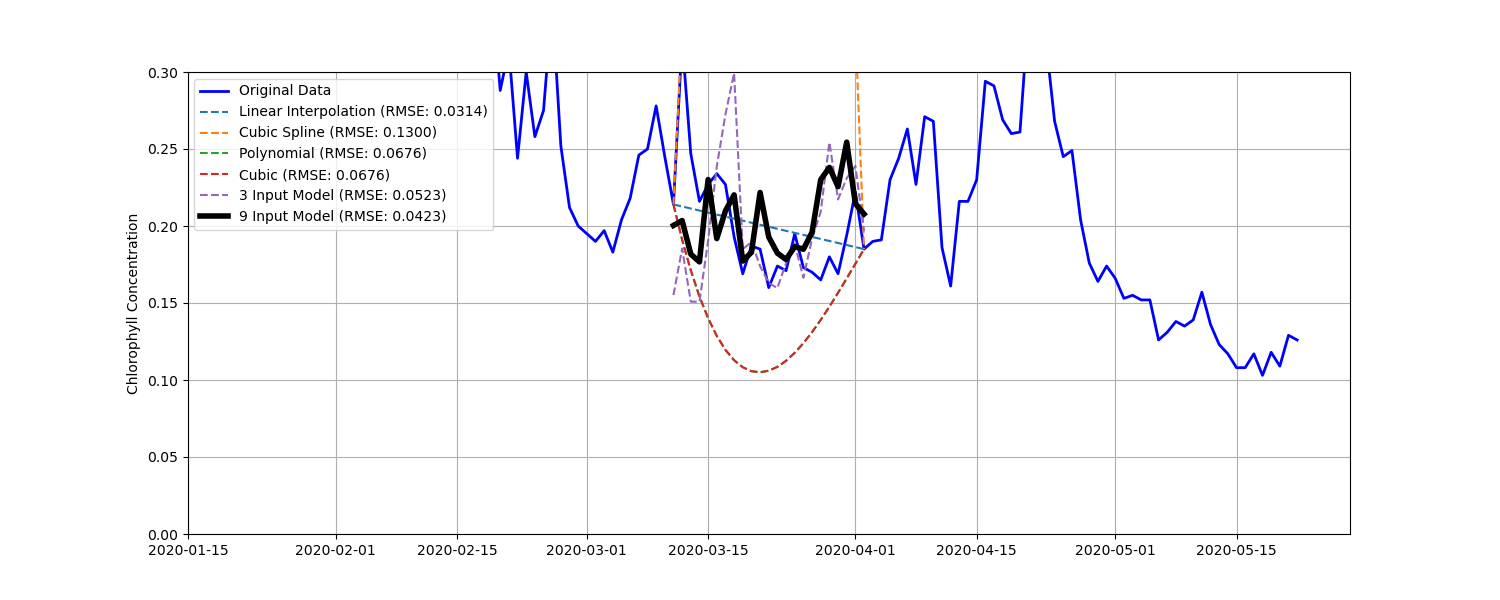 0.30
0.25
0.20
0.15
0.10
0.05
0.00
Chlorophyll Concentration
Original Data
Linear Interpolation (RMSE: 0.0314)
Cubic Spline (RMSE: 0.1300)
Polynomial (RMSE: 0.0676)
Cubic (RMSE: 0.0676)
3 Input Model (RMSE: 0.0523)
9 Input Model (RMSE: 0.0423)
2020-01-15 2020-02-01 2020-02-15 2020-03-01 2020-03-15 2020-04-01 2020-04-15 2020-05-01 2020-05-15